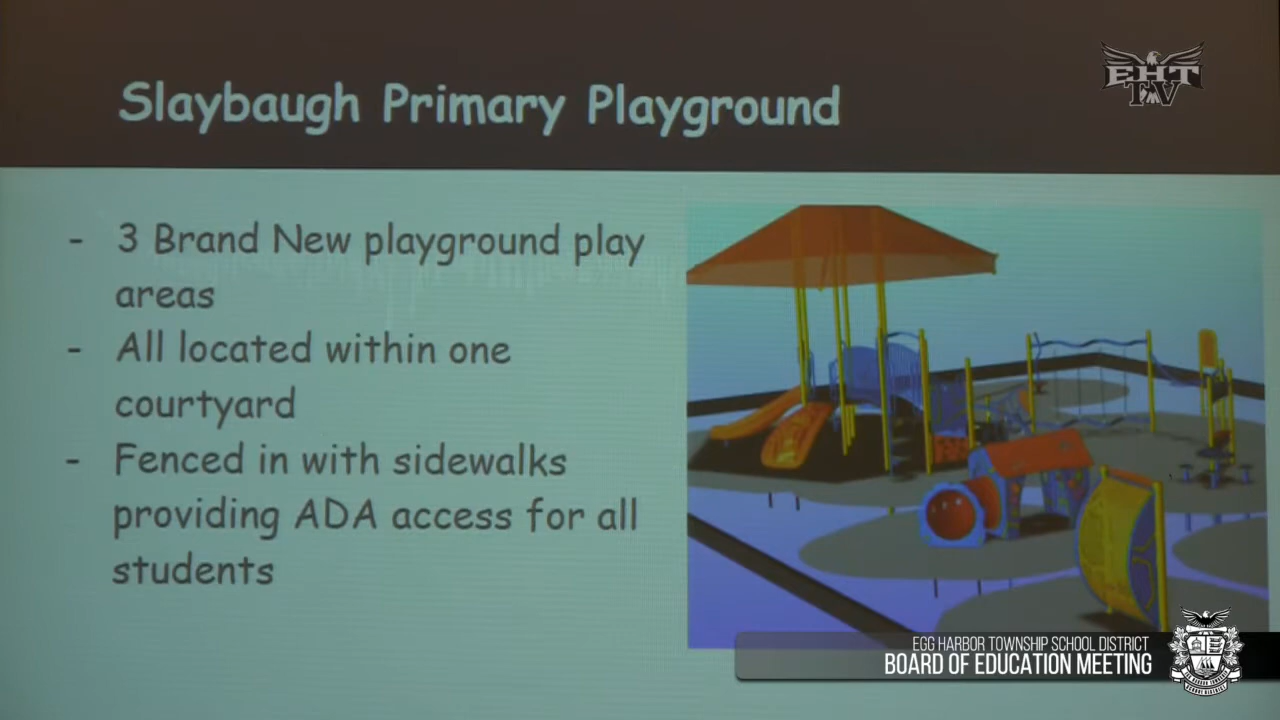 Slaybaugh Primary Playground
EHT
TV
- 3 Brand New playground play
areas
- All located within one
courtyard
- Fenced in with sidewalks
providing ADA access for all
students
EGG HARBOR TOWNSHIP SCHOOL DISTRICT
BOARD OF EDUCATION MEETING